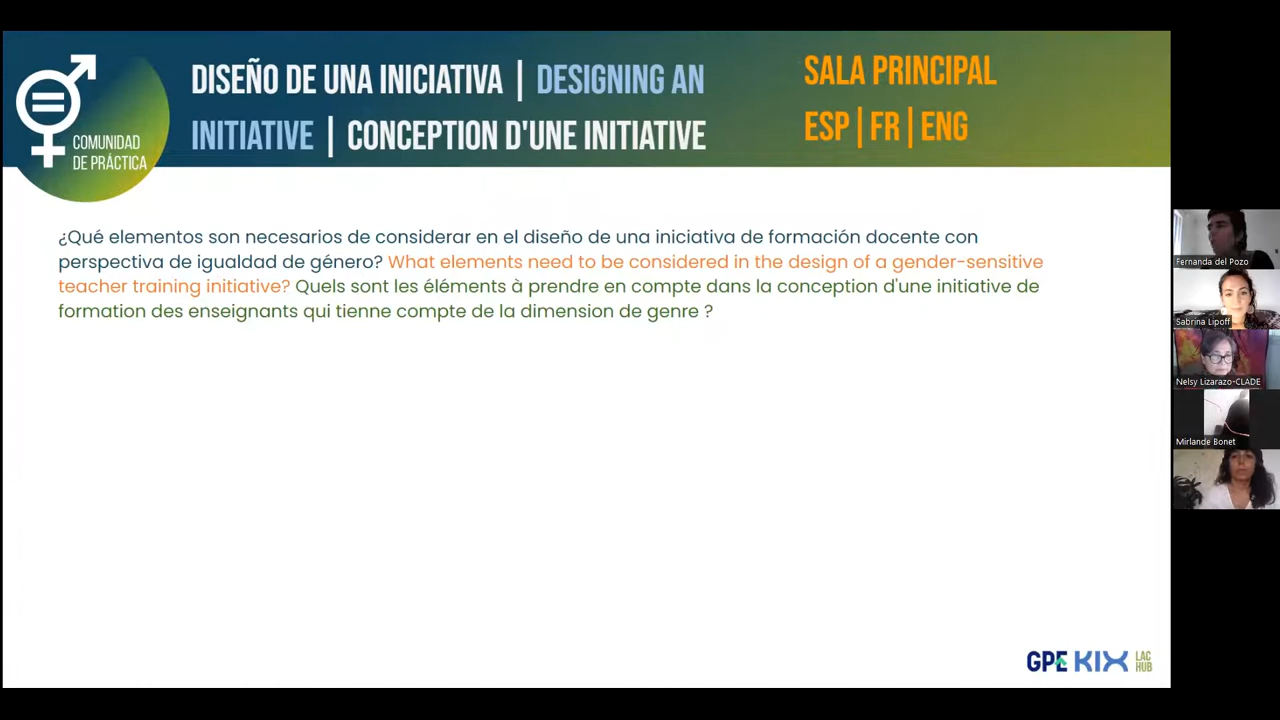 DISEÑO DE UNA INICIATIVA | DESIGNING AN
INITIATIVE | CONCEPTION D'UNE INITIATIVE
SALA PRINCIPAL
ESP | FR | ENG
COMUNIDAD
DE PRÁCTICA
¿Qué elementos son necesarios de considerar en el diseño de una iniciativa de formación docente con
perspectiva de igualdad de género? What elements need to be considered in the design of a gender-sensitive
teacher training initiative? Quels sont les éléments à prendre en compte dans la conception d'une initiative de
formation des enseignants qui tienne compte de la dimension de genre ?
Fernanda del Pozo
Sabrina Lipoff
Nelsy Lizarazo-CLADE
Mirlande Bonet
GPE KIX LAC
HUB